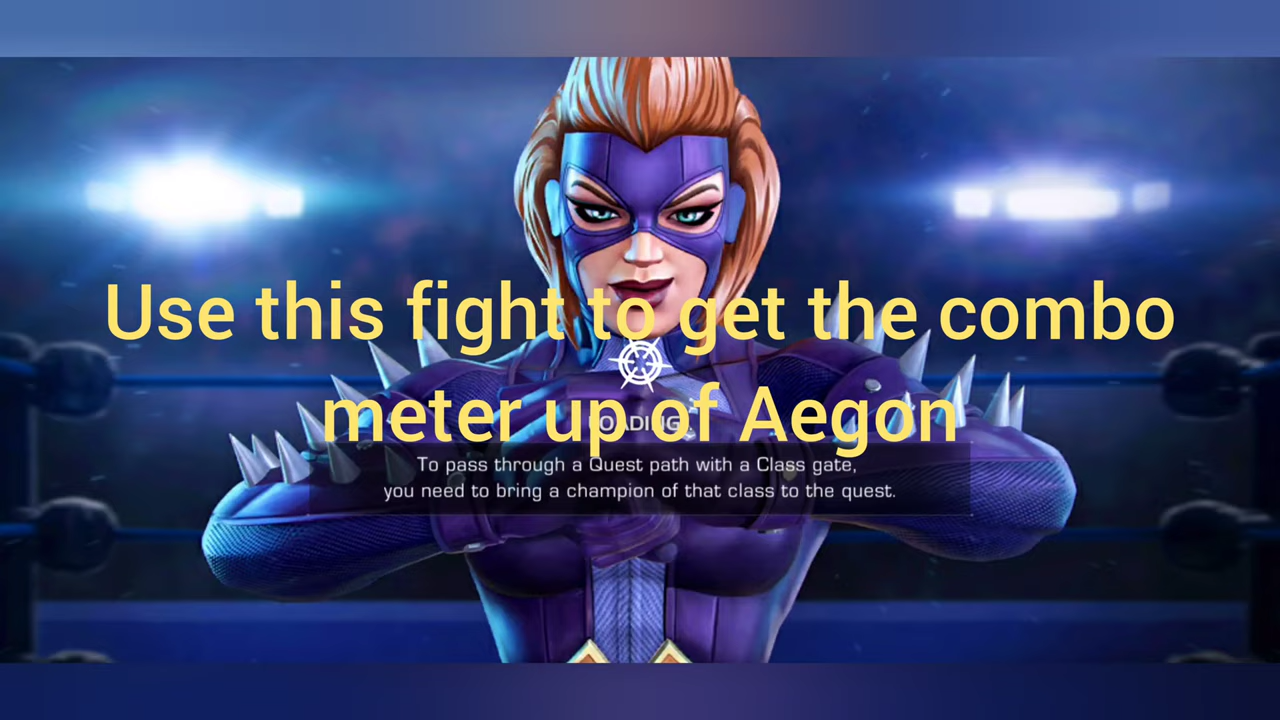 Use this fight to get the combo
meter up of Aegon
LOADING...
To pass through a Quest path with a Class gate,
you need to bring a champion of that class to the quest.